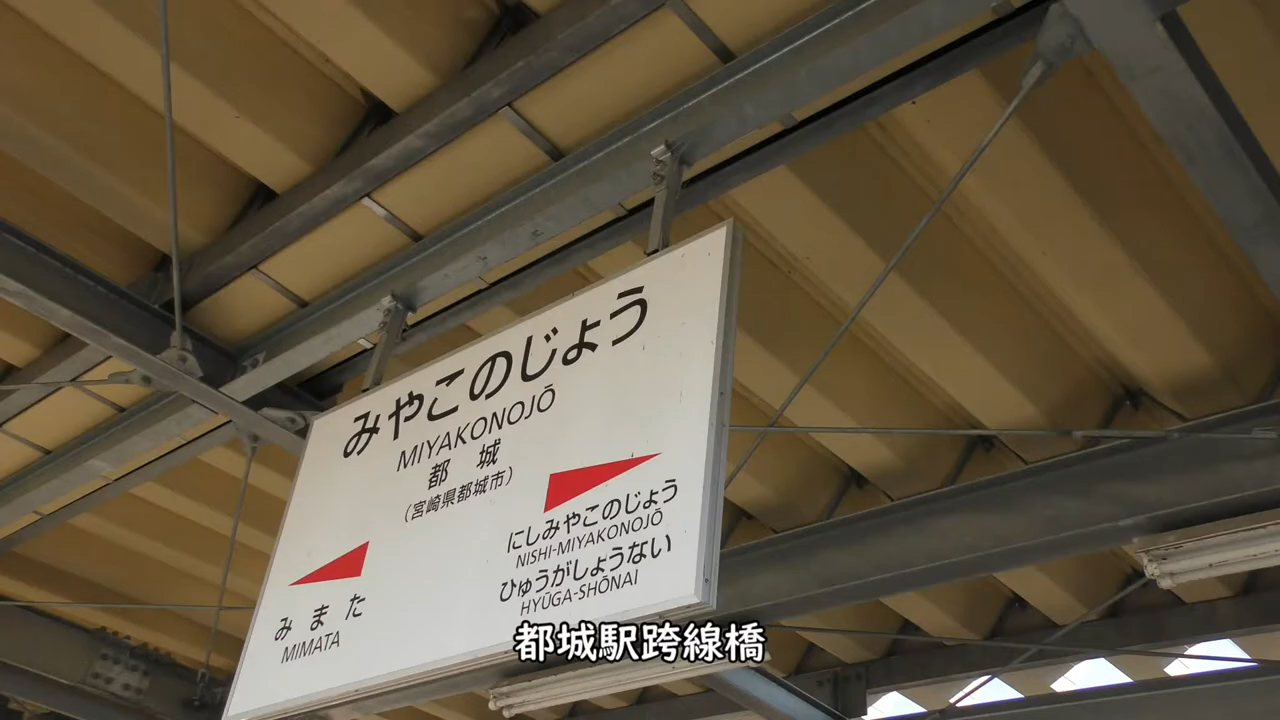 みやこのじょう
MIYAKONOJŌ
都 城
（宮崎県都城市）
みまた
MIMATA
にしみやこのじょう
NISHI-MIYAKONOJŌ
ひゅうがしょうない
HYŪGA-SHŌNAI
都城駅跨線橋